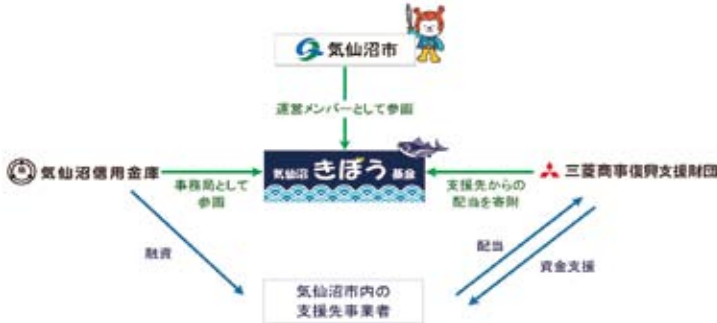 気仙沼市
運営メンバーとして参画
気仙沼信用金庫
事務局として
参画
気仙沼 きぼう 基金
支援先からの
配当を寄附
三菱商事復興支援財団
融資
配当
資金支援
気仙沼市内の
支援先事業者